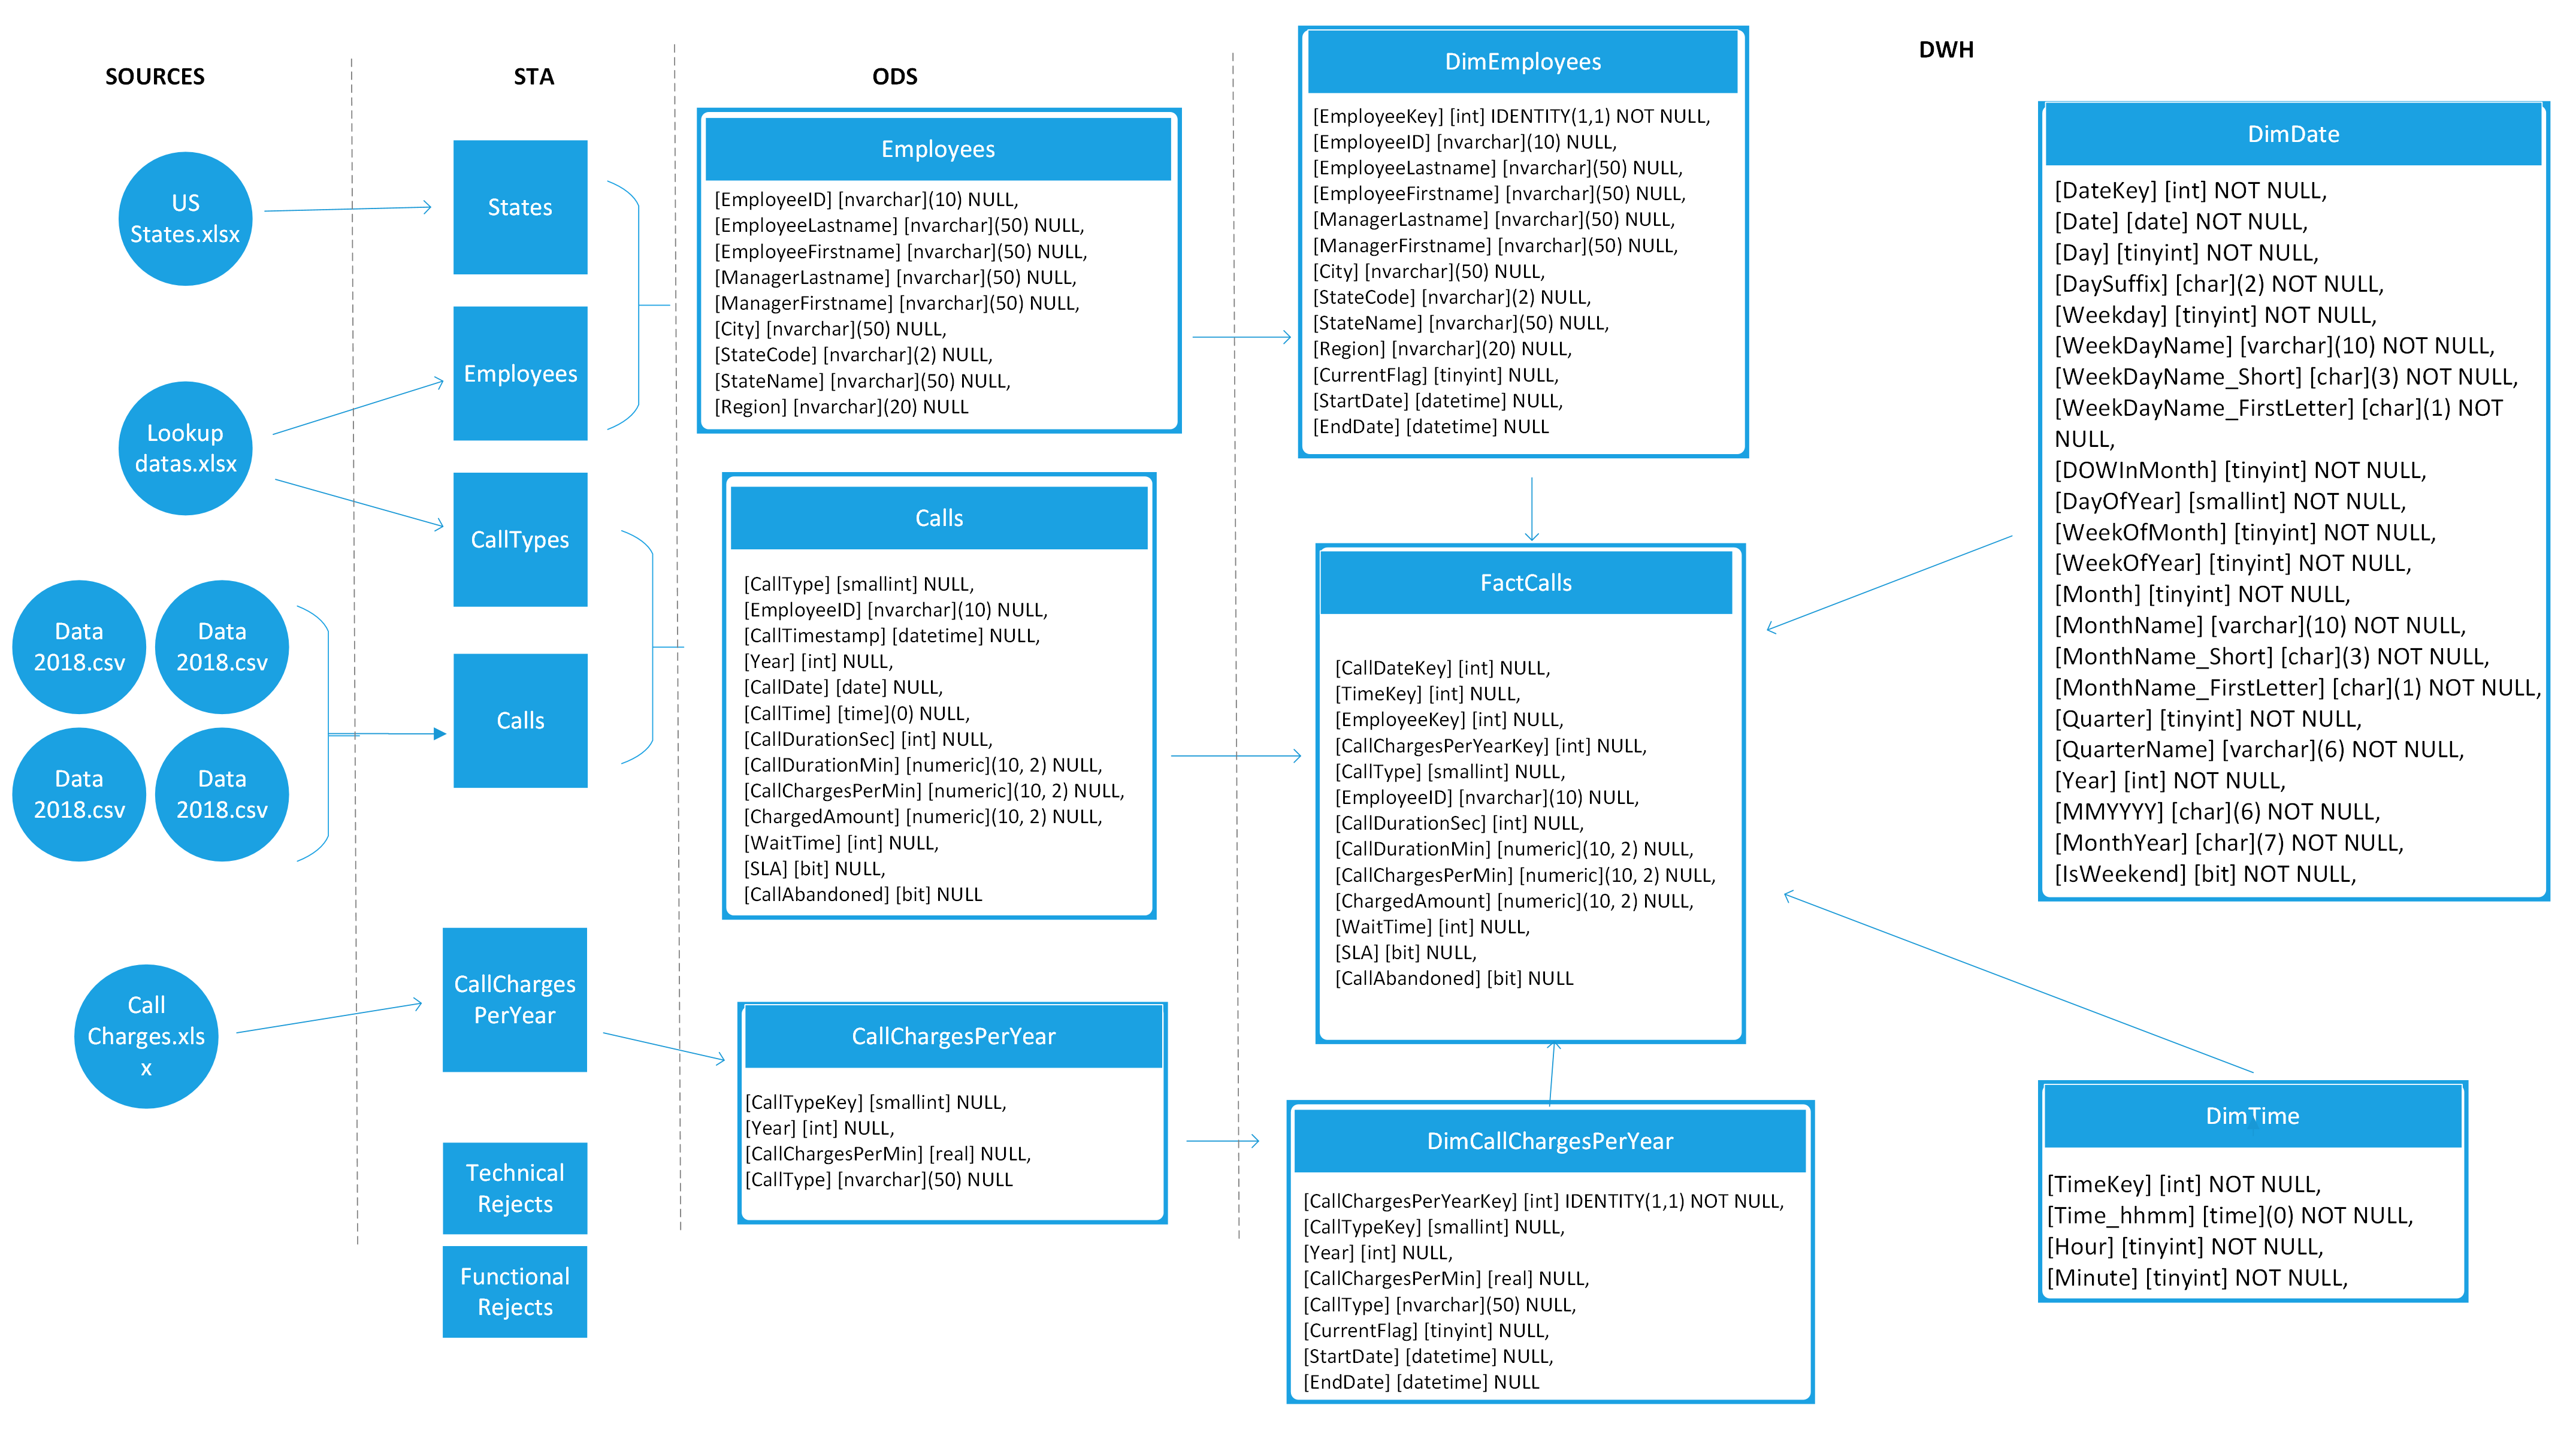 SOURCES
US
States.xlsx
Lookup
datas.xlsx
Data
2018.csv
Data
2018.csv
Data
2018.csv
Data
2018.csv
Call
Charges.xls
x
STA
States
Employees
CallTypes
Calls
CallCharges
PerYear
Technical
Rejects
Functional
Rejects
ODS
Employees
[EmployeeID] [nvarchar](10) NULL,
[EmployeeLastname] [nvarchar](50) NULL,
[EmployeeFirstname] [nvarchar](50) NULL,
[ManagerLastname] [nvarchar](50) NULL,
[ManagerFirstname] [nvarchar](50) NULL,
[City] [nvarchar](50) NULL,
[StateCode] [nvarchar](2) NULL,
[StateName] [nvarchar](50) NULL,
[Region] [nvarchar](20) NULL
Calls
[CallType] [smallint] NULL,
[EmployeeID] [nvarchar](10) NULL,
[CallTimestamp] [datetime] NULL,
[Year] [int] NULL,
[CallDate] [date] NULL,
[CallTime] [time](0) NULL,
[CallDurationSec] [int] NULL,
[CallDurationMin] [numeric](10, 2) NULL,
[CallChargesPerMin] [numeric](10, 2) NULL,
[ChargedAmount] [numeric](10, 2) NULL,
[WaitTime] [int] NULL,
[SLA] [bit] NULL,
[CallAbandoned] [bit] NULL
CallChargesPerYear
[CallTypeKey] [smallint] NULL,
[Year] [int] NULL,
[CallChargesPerMin] [real] NULL,
[CallType] [nvarchar](50) NULL
DWH
DimEmployees
[EmployeeKey] [int] IDENTITY(1,1) NOT NULL,
[EmployeeID] [nvarchar](10) NULL,
[EmployeeLastname] [nvarchar](50) NULL,
[EmployeeFirstname] [nvarchar](50) NULL,
[ManagerLastname] [nvarchar](50) NULL,
[ManagerFirstname] [nvarchar](50) NULL,
[City] [nvarchar](50) NULL,
[StateCode] [nvarchar](2) NULL,
[StateName] [nvarchar](50) NULL,
[Region] [nvarchar](20) NULL,
[CurrentFlag] [tinyint] NULL,
[StartDate] [datetime] NULL,
[EndDate] [datetime] NULL
FactCalls
[CallDateKey] [int] NULL,
[TimeKey] [int] NULL,
[EmployeeKey] [int] NULL,
[CallChargesPerYearKey] [int] NULL,
[CallType] [smallint] NULL,
[EmployeeID] [nvarchar](10) NULL,
[CallDurationSec] [int] NULL,
[CallDurationMin] [numeric](10, 2) NULL,
[CallChargesPerMin] [numeric](10, 2) NULL,
[ChargedAmount] [numeric](10, 2) NULL,
[WaitTime] [int] NULL,
[SLA] [bit] NULL,
[CallAbandoned] [bit] NULL
DimCallChargesPerYear
[CallChargesPerYearKey] [int] IDENTITY(1,1) NOT NULL,
[CallTypeKey] [smallint] NULL,
[Year] [int] NULL,
[CallChargesPerMin] [real] NULL,
[CallType] [nvarchar](50) NULL,
[CurrentFlag] [tinyint] NULL,
[StartDate] [datetime] NULL,
[EndDate] [datetime] NULL
DimDate
[DateKey] [int] NOT NULL,
[Date] [date] NOT NULL,
[Day] [tinyint] NOT NULL,
[DaySuffix] [char](2) NOT NULL,
[Weekday] [tinyint] NOT NULL,
[WeekDayName] [varchar](10) NOT NULL,
[WeekDayName_Short] [char](3) NOT NULL,
[WeekDayName_FirstLetter] [char](1) NOT
NULL,
[DOWInMonth] [tinyint] NOT NULL,
[DayOfYear] [smallint] NOT NULL,
[WeekOfMonth] [tinyint] NOT NULL,
[WeekOfYear] [tinyint] NOT NULL,
[Month] [tinyint] NOT NULL,
[MonthName] [varchar](10) NOT NULL,
[MonthName_Short] [char](3) NOT NULL,
[MonthName_FirstLetter] [char](1) NOT NULL,
[Quarter] [tinyint] NOT NULL,
[QuarterName] [varchar](6) NOT NULL,
[Year] [int] NOT NULL,
[MMYYYY] [char](6) NOT NULL,
[MonthYear] [char](7) NOT NULL,
[IsWeekend] [bit] NOT NULL,
DimTime
[TimeKey] [int] NOT NULL,
[Time_hhmm] [time](0) NOT NULL,
[Hour] [tinyint] NOT NULL,
[Minute] [tinyint] NOT NULL,